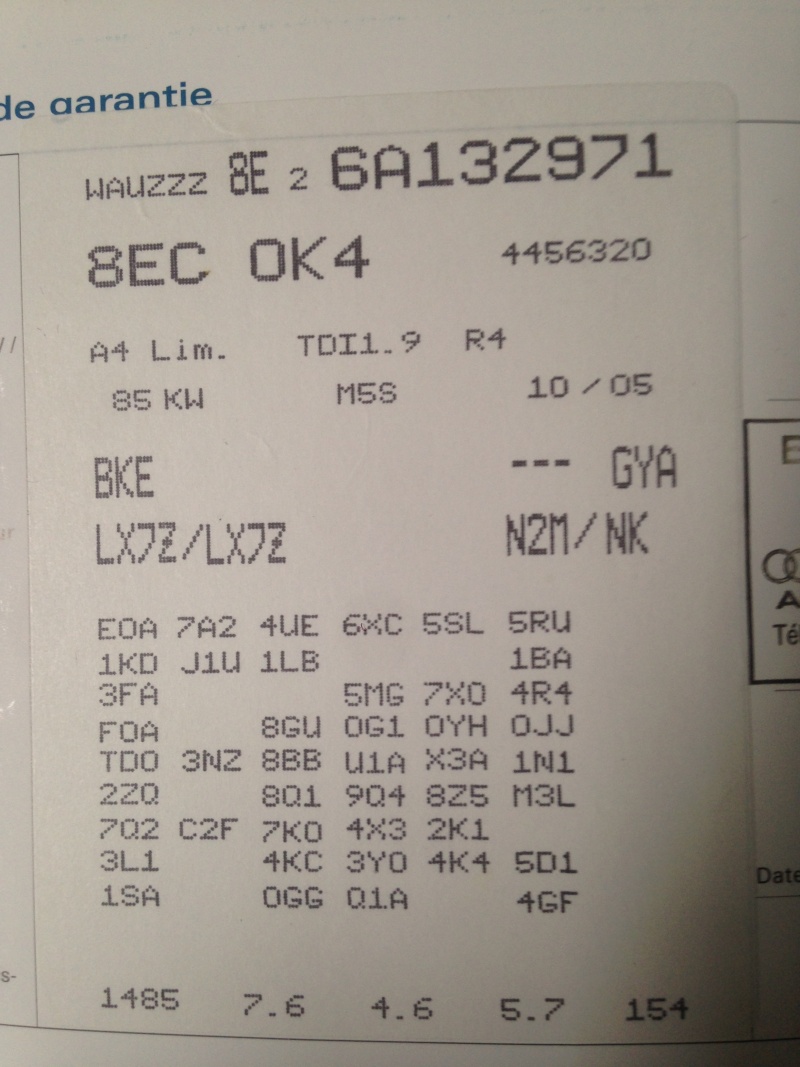 de garantie
WAUZZZ 8E 2 6A132971
8EC 0K4 4456320
A4 Lim. TDI1.9 R4
85 KW M5S 10 / 05
BKE --- GYA
LX7Z/LX7Z N2M/ NK
E0A 7A2 4UE 6XC 5SL 5RU
1KD J1U 1LB 1BA
3FA 5MG 7X0 4R4
F0A 8GU 0G1 0YH 0JJ
TD0 3NZ 8BB U1A X3A 1N1
2ZQ 8Q1 9Q4 8Z5 M3L
7Q2 C2F 7K0 4X3 2K1
3L1 4KC 3Y0 4K4 5D1
1SA 0GG Q1A 4GF
1485 7.6 4.6 5.7 154
Té
Date